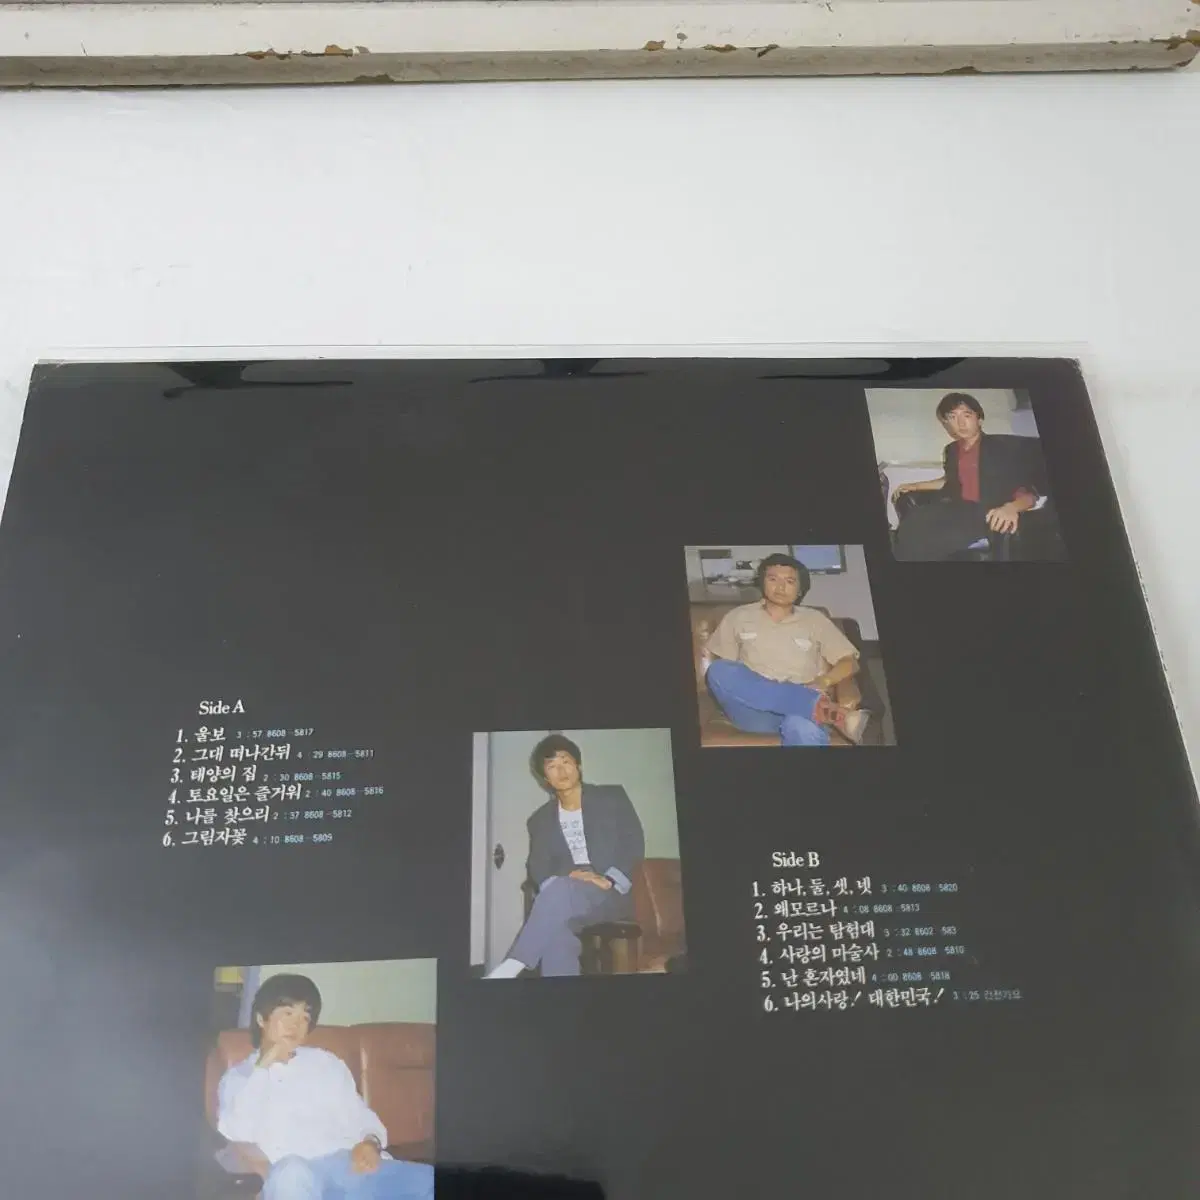 Side A
1. 울보 3:57 8608-5817
2. 그대 떠나간뒤 4:29 8608-5811
3. 태양의 집 2:30 8608-5815
4. 토요일은 즐거워 2:40 8608-5816
5. 나를 찾으리 2:37 8608-5812
6. 그림자꽃 4:10 8608-5809
Side B
1. 하나, 둘, 셋, 넷 3:40 8608-5820
2. 왜모르나 4:08 8608-5813
3. 우리는 탐험대 3:32 8602-583
4. 사랑의 마술사 2:48 8608-5810
5. 난 혼자였네 4:00 8608-5818
6. 나의사랑! 대한민국! 3:25 건전가요